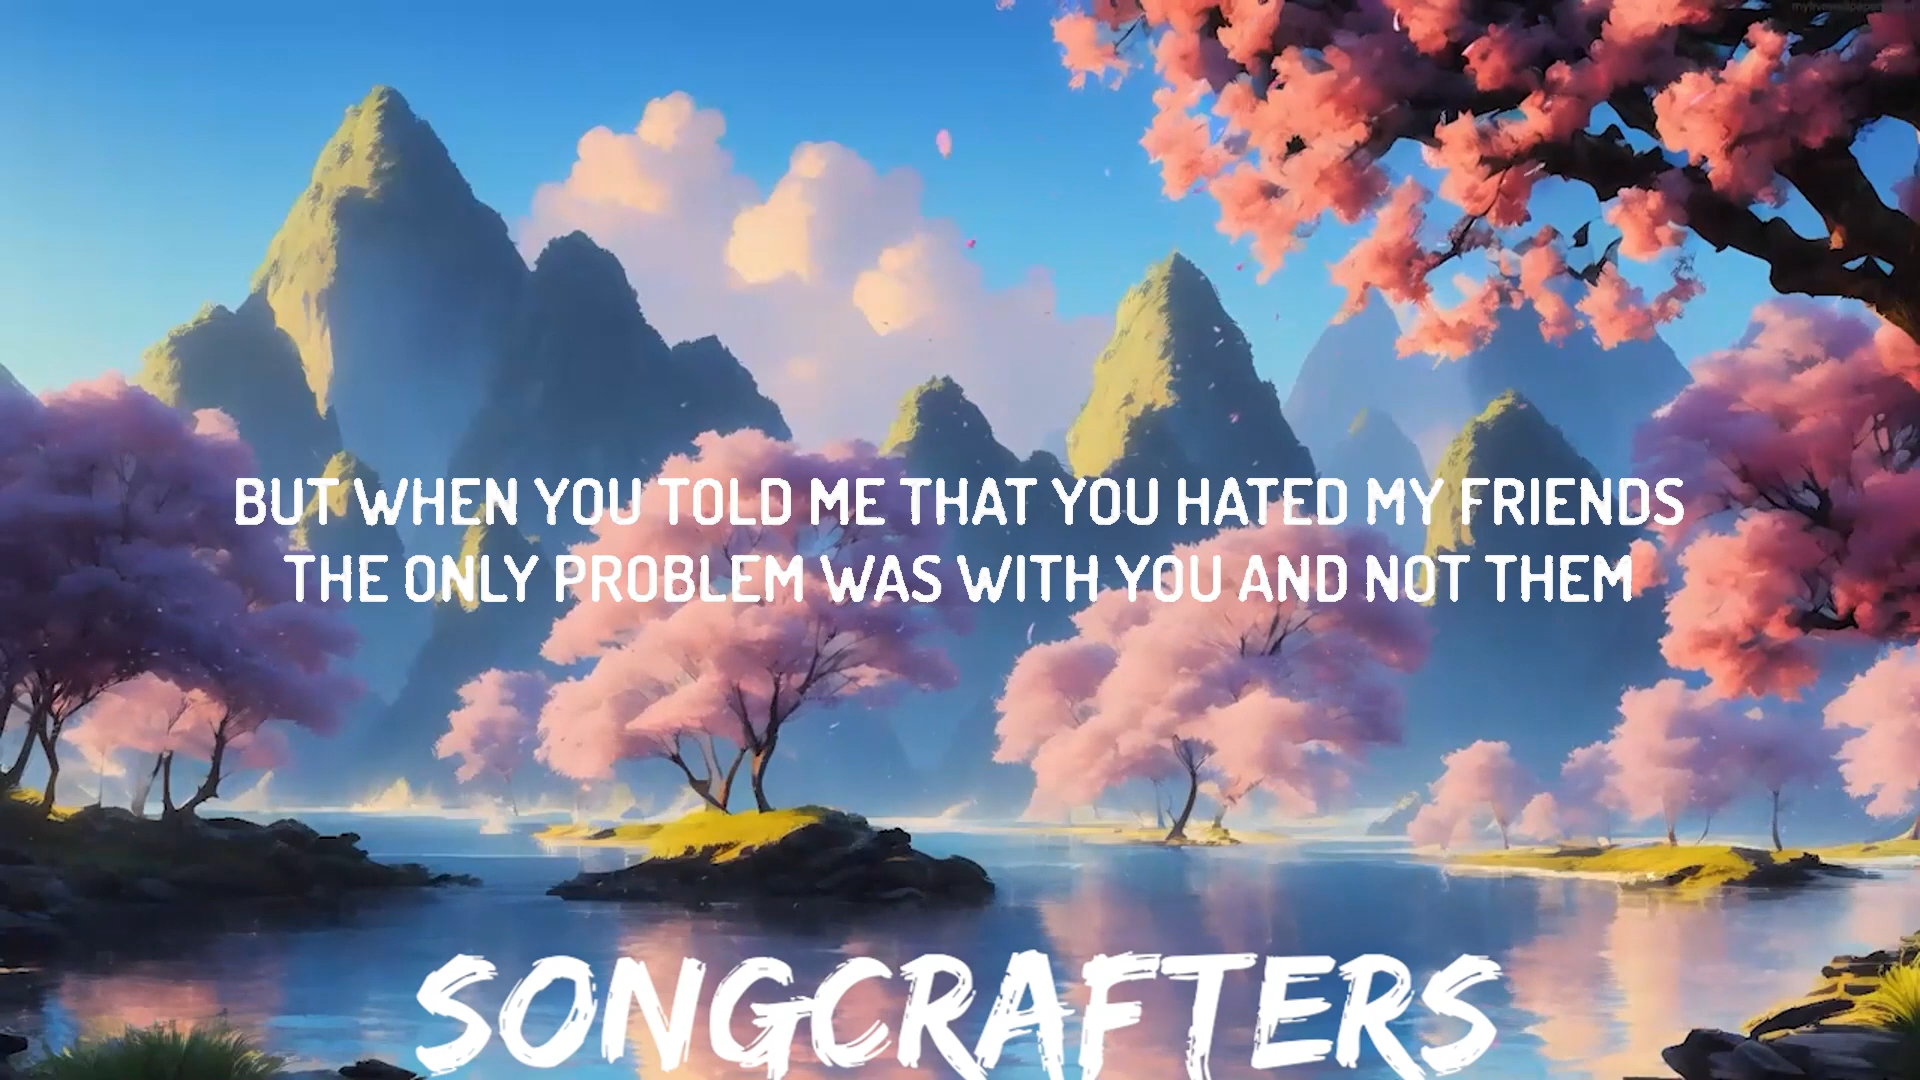 BUT WHEN YOU TOLD ME THAT YOU HATED MY FRIENDS
THE ONLY PROBLEM WAS WITH YOU AND NOT THEM
SONGCRAFTERS